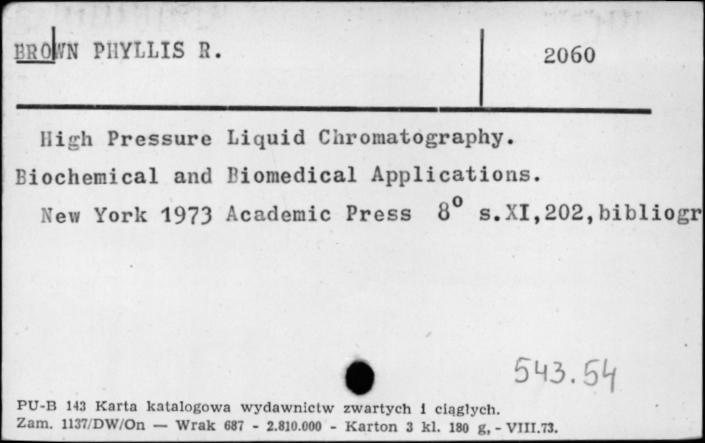 BROWN PHYLLIS R.
2060
High Pressure Liquid Chromatography.
Biochemical and Biomedical Applications.
New York 1973 Academic Press 8° s.XI,202,bibliogr
543.54
PU-B 143 Karta katalogowa wydawnictw zwartych i ciągłych.
Zam. 1137/DW/On — Wrak 687 - 2.810.000 - Karton 3 kl. 180 g, - VIII.73.